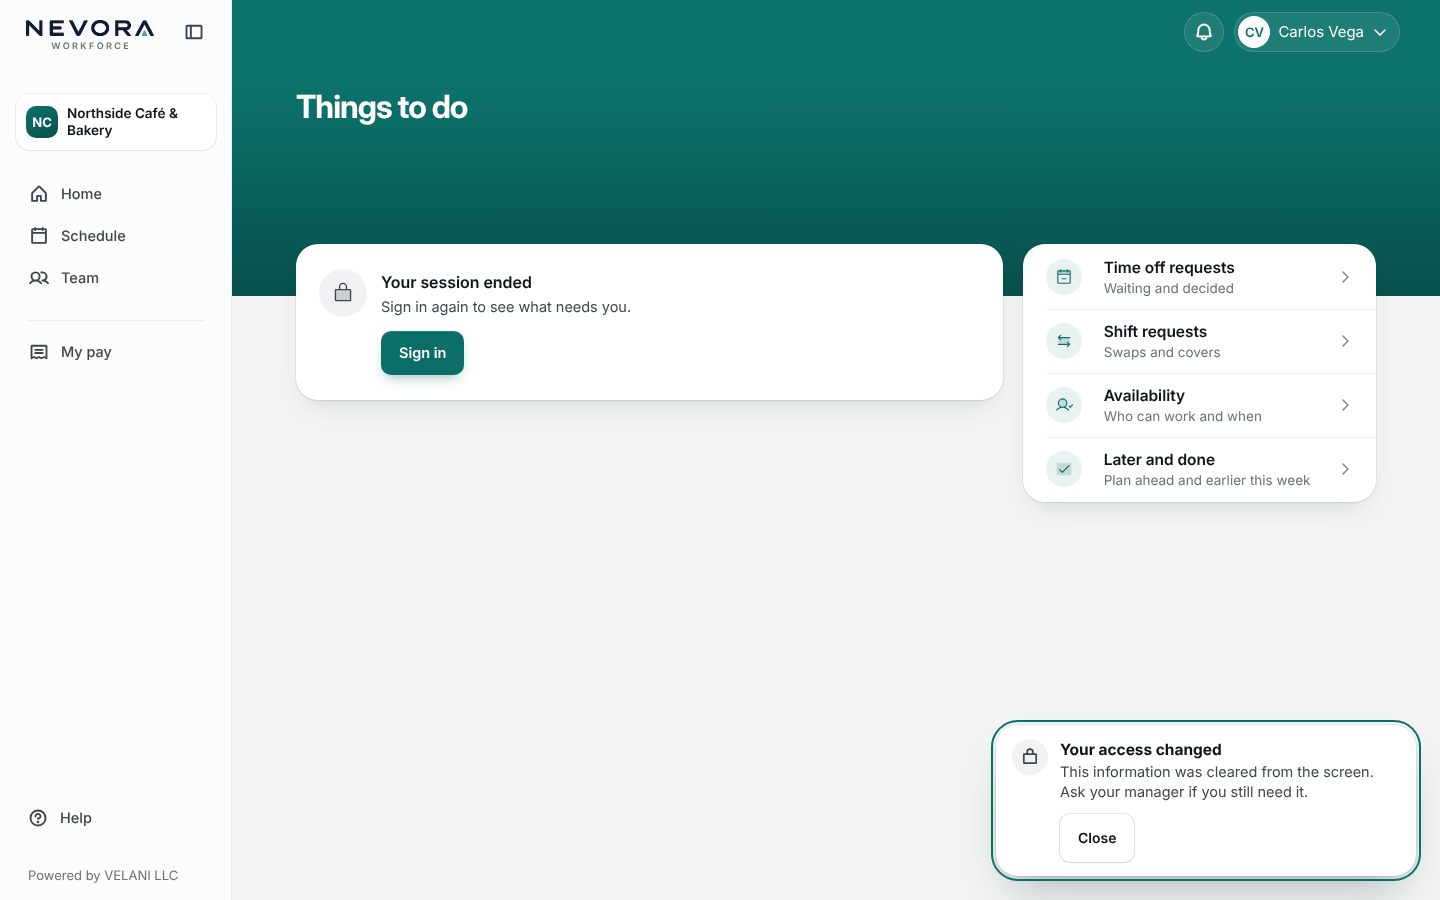 NEVORA
WORKFORCE
CV
Carlos Vega
NC
Northside Café &
Bakery
Home
Schedule
Team
My pay
Help
Powered by VELANI LLC
Things to do
Your session ended
Sign in again to see what needs you.
Sign in
Time off requests
Waiting and decided
Shift requests
Swaps and covers
Availability
Who can work and when
Later and done
Plan ahead and earlier this week
Your access changed
This information was cleared from the screen.
Ask your manager if you still need it.
Close